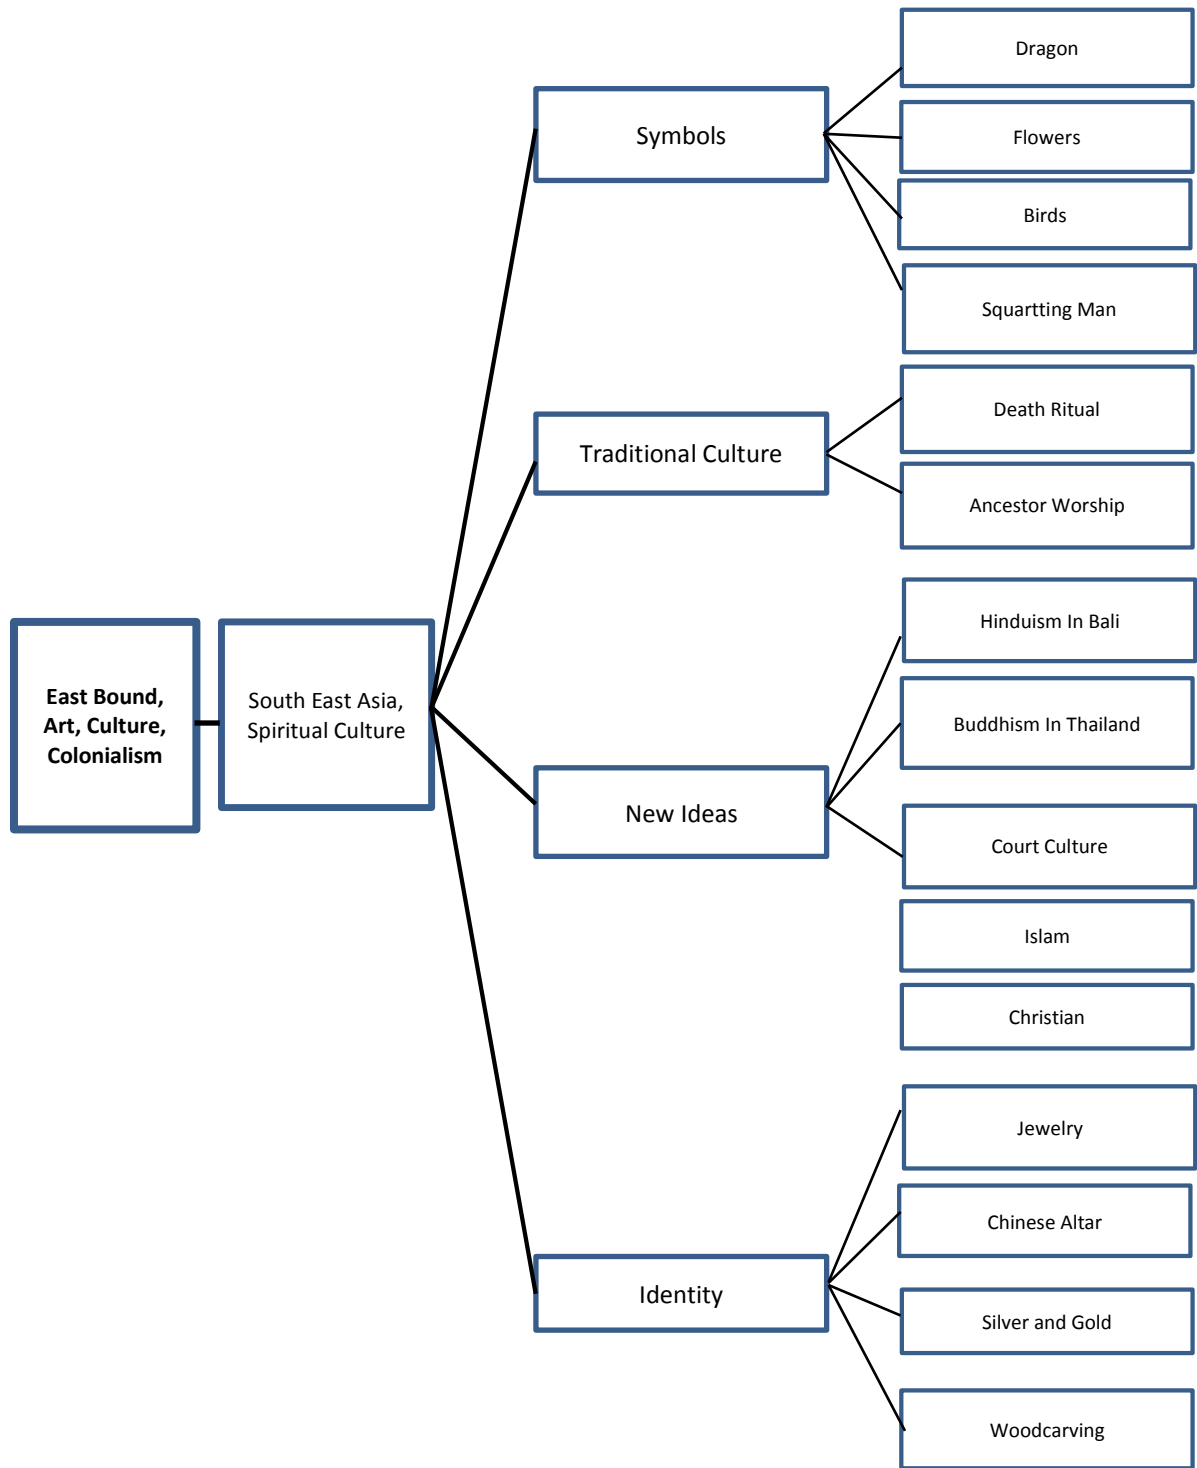 East Bound,
Art, Culture,
Colonialism
South East Asia,
Spiritual Culture
Symbols
Dragon
Flowers
Birds
Squartting Man
Traditional Culture
Death Ritual
Ancestor Worship
New Ideas
Hinduism In Bali
Buddhism In Thailand
Court Culture
Islam
Christian
Identity
Jewelry
Chinese Altar
Silver and Gold
Woodcarving